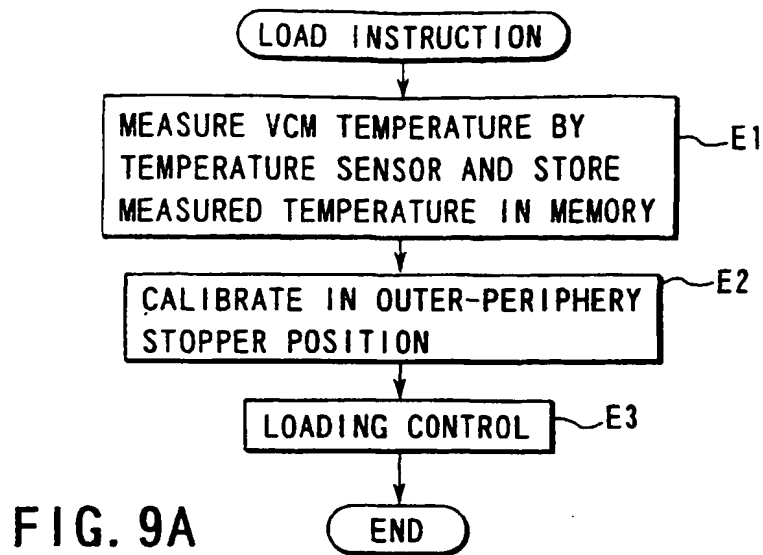 LOAD INSTRUCTION
MEASURE VCM TEMPERATURE BY
TEMPERATURE SENSOR AND STORE
MEASURED TEMPERATURE IN MEMORY
E1
CALIBRATE IN OUTER-PERIPHERY
STOPPER POSITION
E2
LOADING CONTROL
E3
END
FIG. 9A